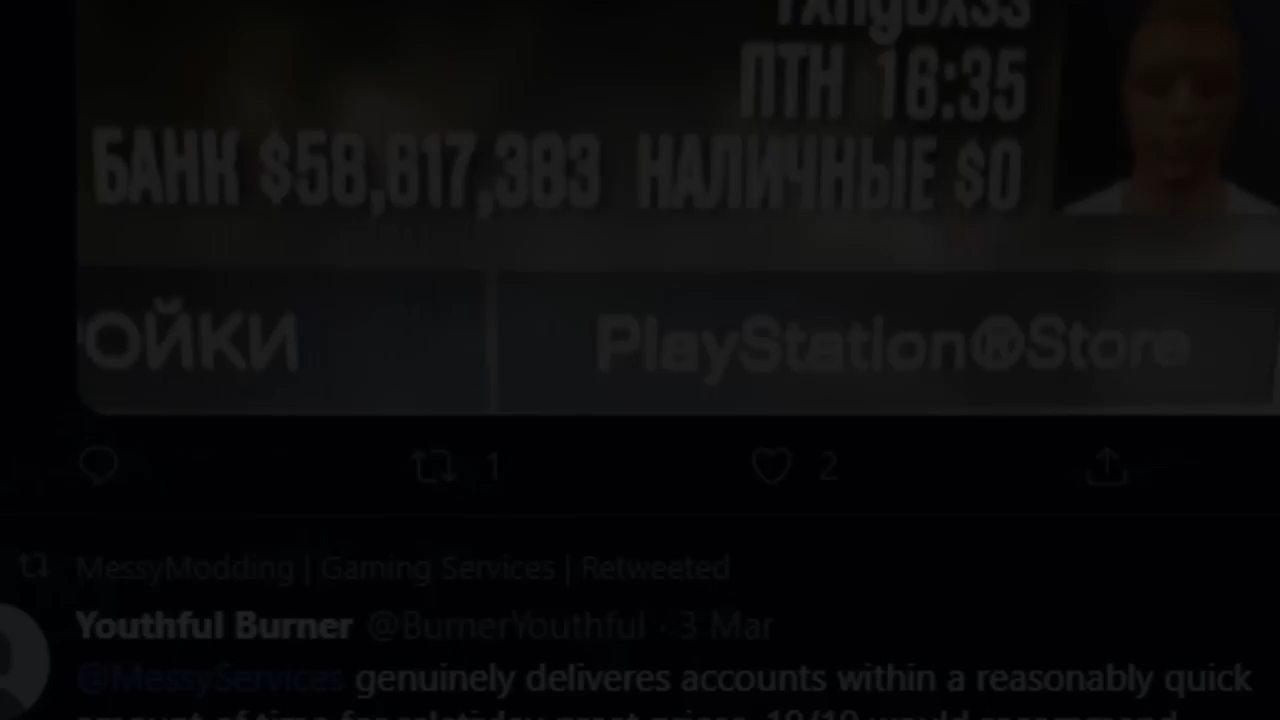 ПТН 16:35
БАНК $58,817,383 НАЛИЧНЫЕ $0
ОЙКИ
PlayStation®Store
1
2
MessyModding | Gaming Services | Retweeted
Youthful Burner @BurnerYouthful · 3 Mar
@MessyServices genuinely deliveres accounts within a reasonably quick